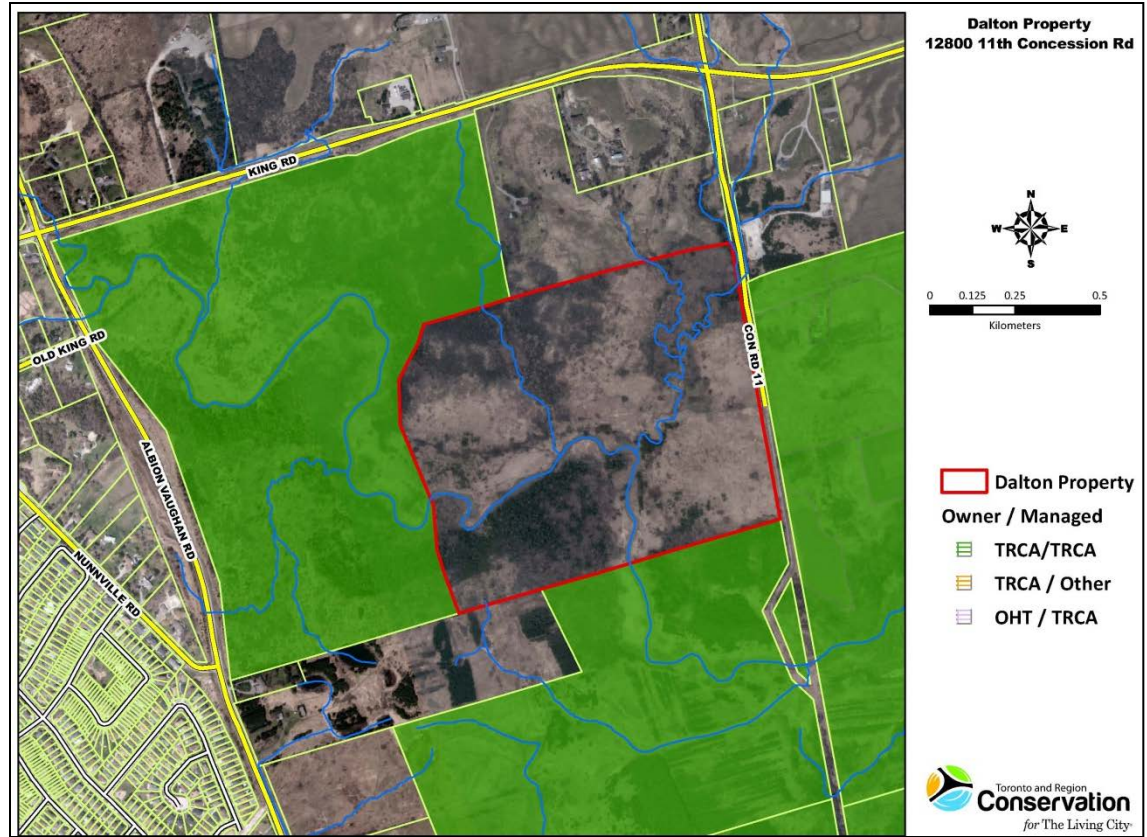 Dalton Property
12800 11th Concession Rd
KING RD
N
W E
S
0 0.125 0.25 0.5
Kilometers
OLD KING RD
CON RD 11
ALBION VAUGHAN RD
NUNNVILLE RD
Dalton Property
Owner / Managed
TRCA/TRCA
TRCA / Other
OHT / TRCA
Toronto and Region
Conservation
for The Living City·